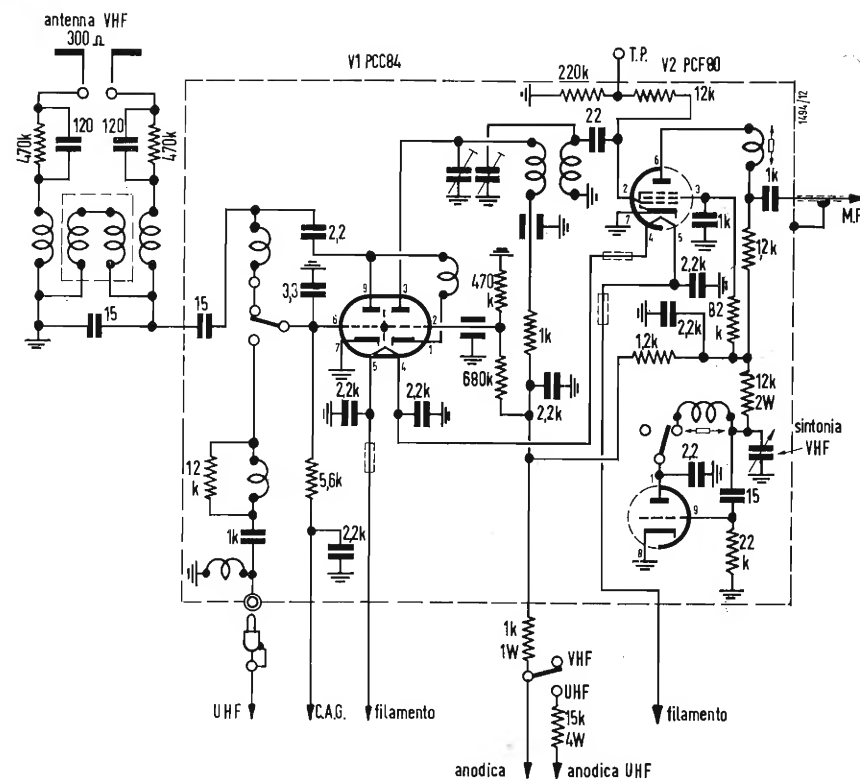 antenna VHF
300 Ω
V1 PCC84
T.P.
V2 PCF80
220k
12k
1494/12
120
120
470k
470k
22
6
1k
2
3
7
4
5
1k
M.F.
2,2
9
3
15
15
3,3
470
k
12k
2,2k
2,2k
82
k
6
2
7
1
5
4
1k
1,2k
680k
2,2k
2,2k
2,2k
12k
2W
sintonia
VHF
12
k
5,6k
2,2
1
15
9
1k
2,2k
8
22
k
1k
1W
VHF
UHF
15k
4W
UHF
C.A.G.
filamento
filamento
anodica
anodica UHF